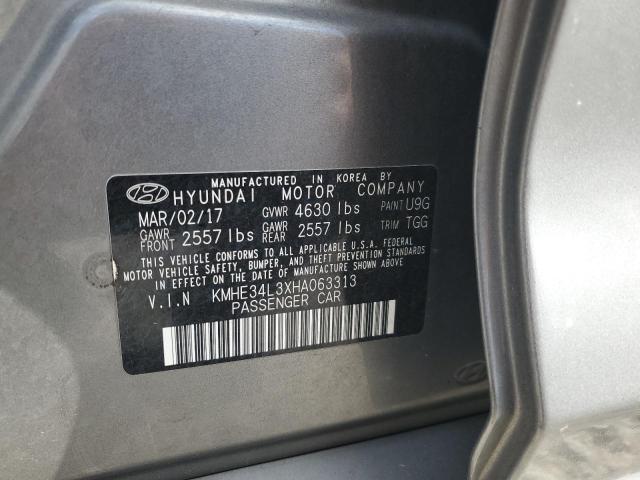 MANUFACTURED IN KOREA BY
HYUNDAI MOTOR COMPANY
MAR/02/17 GVWR 4630 lbs PAINT U9G
GAWR FRONT 2557 lbs GAWR REAR 2557 lbs TRIM TGG
THIS VEHICLE CONFORMS TO ALL APPLICABLE U.S.A. FEDERAL
MOTOR VEHICLE SAFETY, BUMPER, AND THEFT PREVENTION STANDARDS
IN EFFECT ON THE DATE OF MANUFACTURE SHOWN ABOVE.
V.I.N KMHE34L3XHA063313
PASSENGER CAR